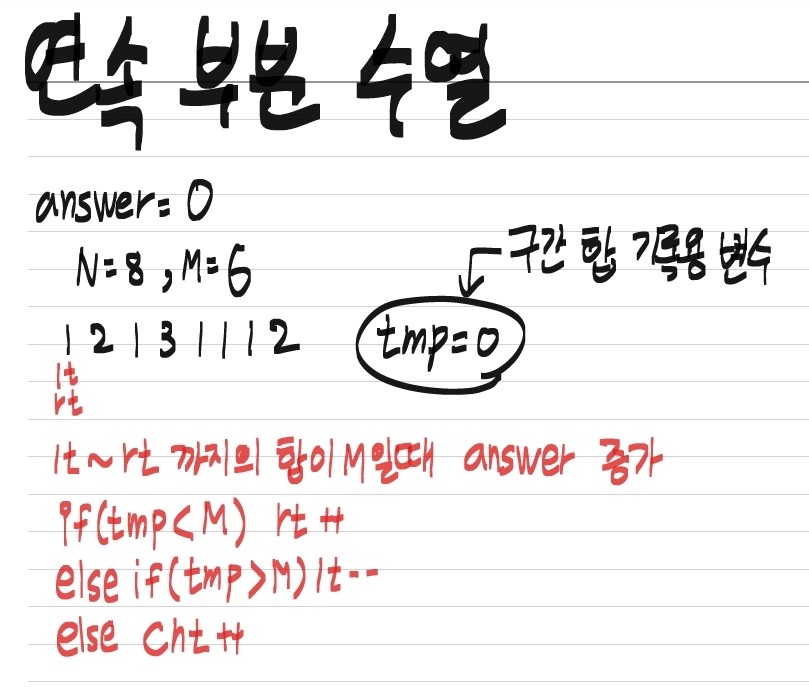 연속 부분 수열
answer= 0
N=8 , M=6
구간 합 기록용 변수
1 2 1 3 1 1 1 2
tmp=0
lt
rt
lt~rt 까지의 합이 M일때 answer 증가
if(tmp<M) rt++
else if(tmp>M)lt--
else Cnt++